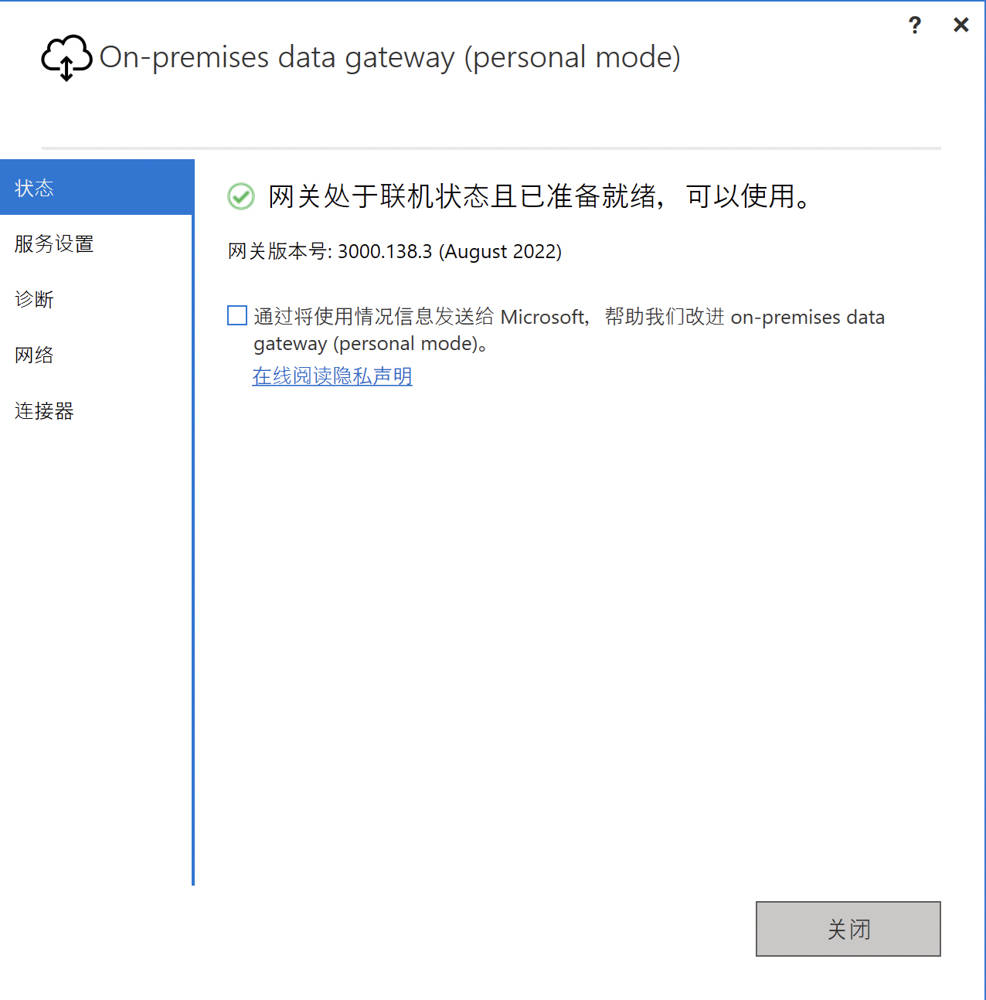 ?
On-premises data gateway (personal mode)
状态
服务设置
诊断
网络
连接器
网关处于联机状态且已准备就绪，可以使用。
网关版本号: 3000.138.3 (August 2022)
通过将使用情况信息发送给 Microsoft，帮助我们改进 on-premises data
gateway (personal mode)。
在线阅读隐私声明
关闭